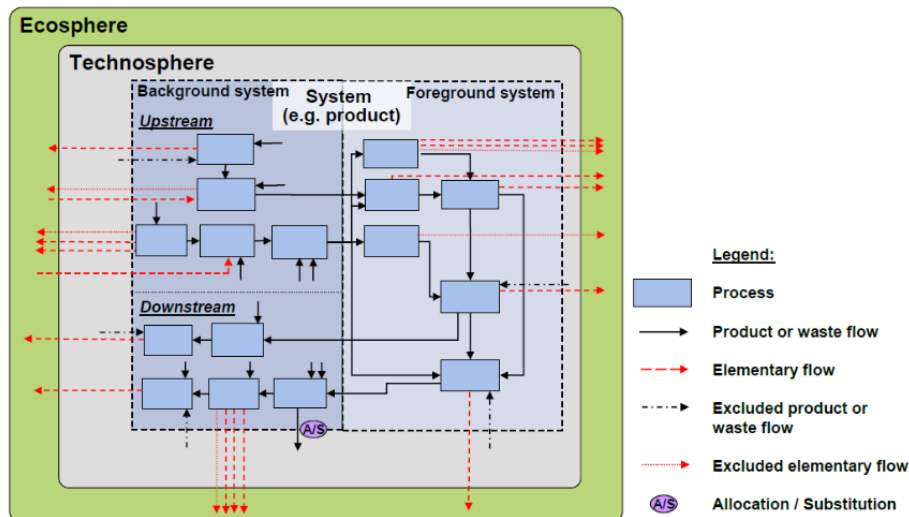 Ecosphere
Technosphere
Background system
System
(e.g. product)
Foreground system
Upstream
Downstream
A/S
Legend:
Process
Product or waste flow
Elementary flow
Excluded product or
waste flow
Excluded elementary flow
A/S
Allocation / Substitution